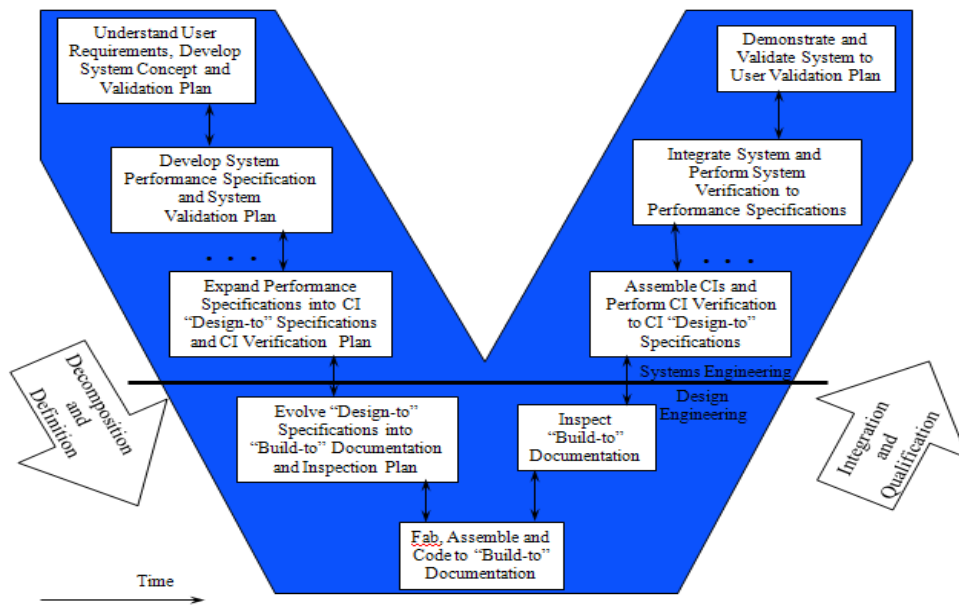 Understand User
Requirements, Develop
System Concept and
Validation Plan
Develop System
Performance Specification
and System
Validation Plan
. . .
Expand Performance
Specifications into CI
“Design-to” Specifications
and CI Verification Plan
Decomposition
and
Definition
Evolve “Design-to”
Specifications into
“Build-to” Documentation
and Inspection Plan
Fab, Assemble and
Code to “Build-to”
Documentation
Inspect
“Build-to”
Documentation
Systems Engineering
Design
Engineering
Assemble CIs and
Perform CI Verification
to CI “Design-to”
Specifications
. . .
Integrate System and
Perform System
Verification to
Performance Specifications
Demonstrate and
Validate System to
User Validation Plan
Integration
and
Qualification
Time